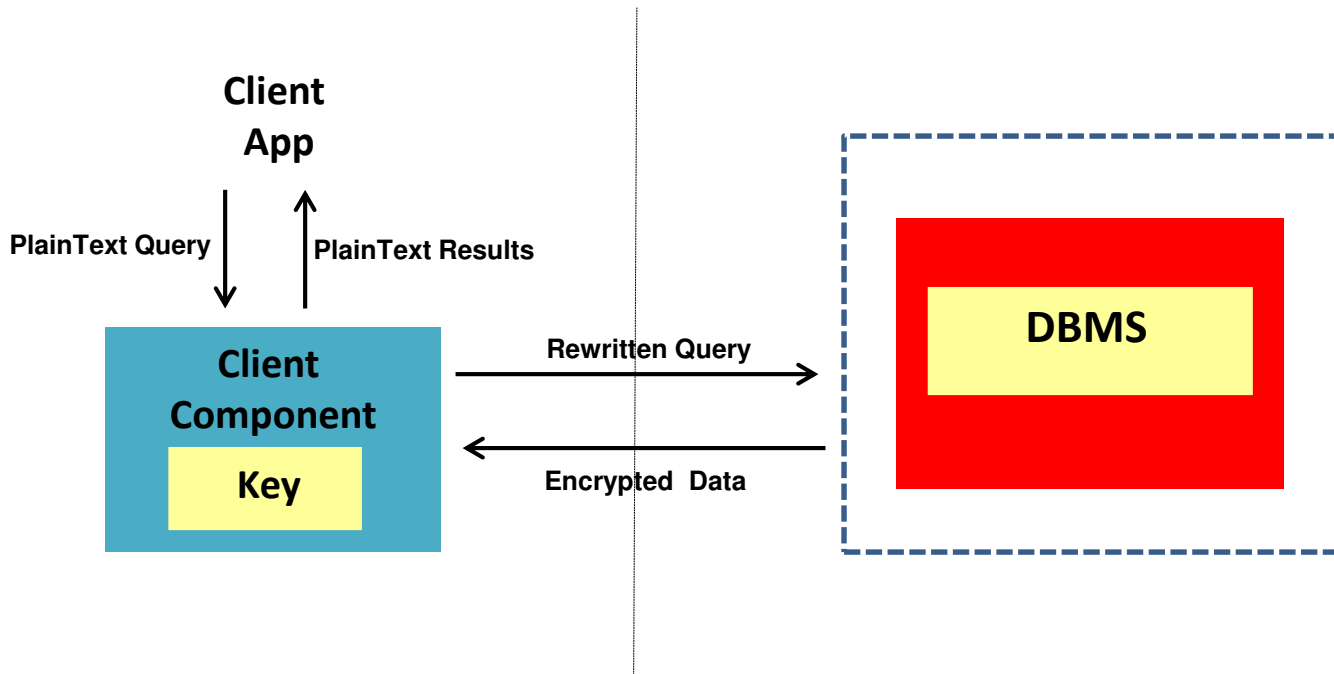 Client
App
PlainText Query
PlainText Results
Client
Component
Key
Rewritten Query
Encrypted Data
DBMS